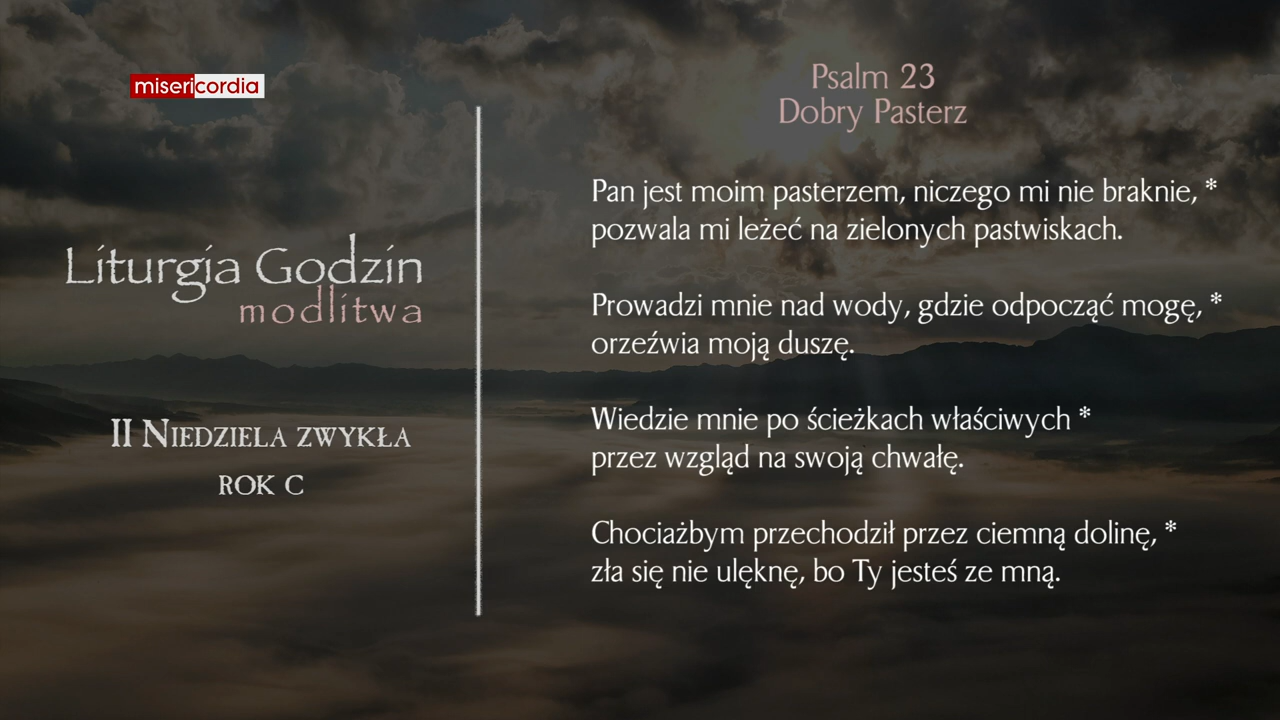 misericordia
Liturgia Godzin
modlitwa
II Niedziela zwykła
rok C
Psalm 23
Dobry Pasterz
Pan jest moim pasterzem, niczego mi nie braknie, *
pozwala mi leżeć na zielonych pastwiskach.
Prowadzi mnie nad wody, gdzie odpocząć mogę, *
orzeźwia moją duszę.
Wiedzie mnie po ścieżkach właściwych *
przez wzgląd na swoją chwałę.
Chociażbym przechodził przez ciemną dolinę, *
zła się nie ulęknę, bo Ty jesteś ze mną.